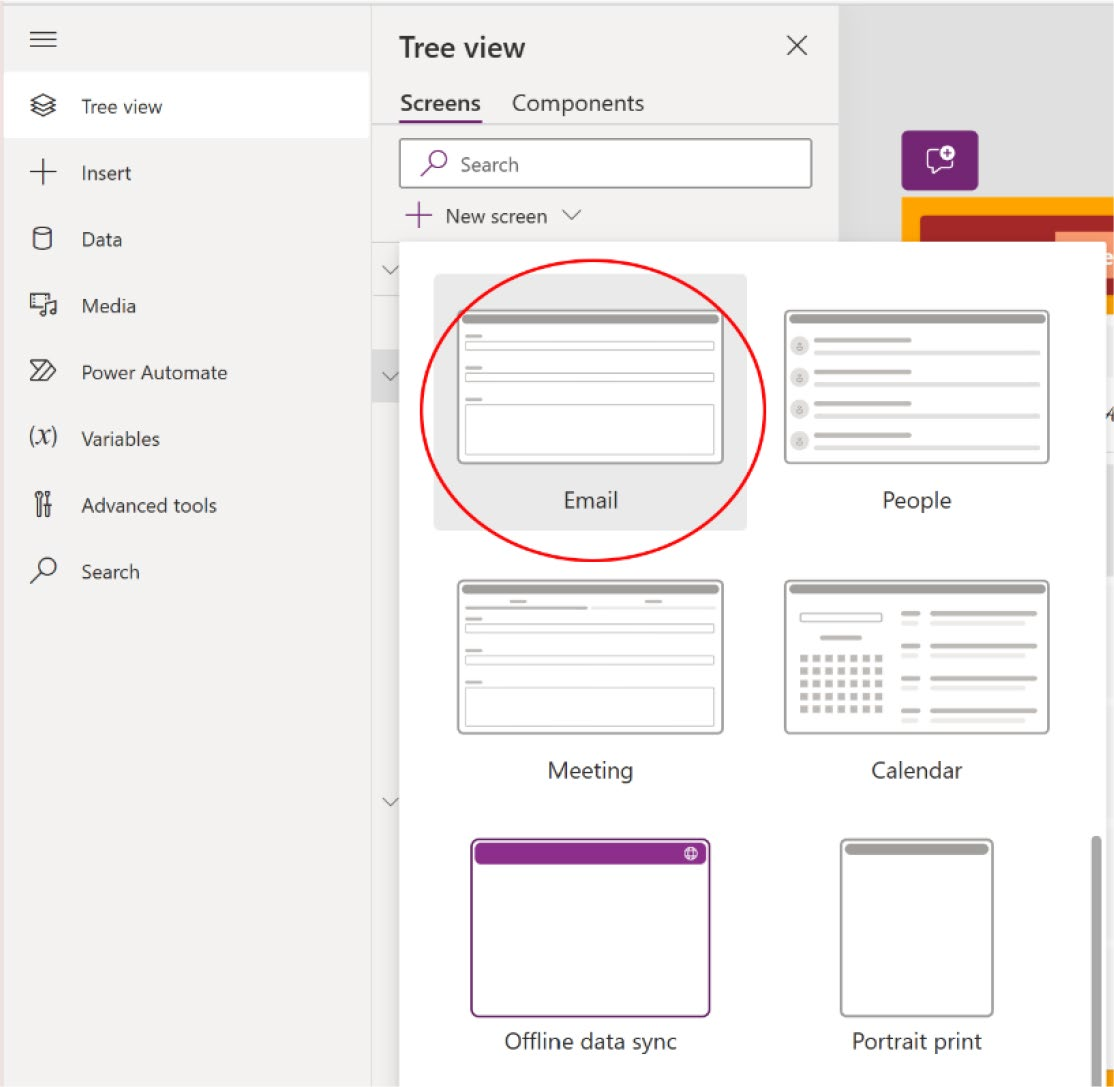 Tree view
Insert
Data
Media
Power Automate
(x) Variables
Advanced tools
Search
Tree view
Screens Components
Search
New screen
Email People
Meeting Calendar
Offline data sync Portrait print